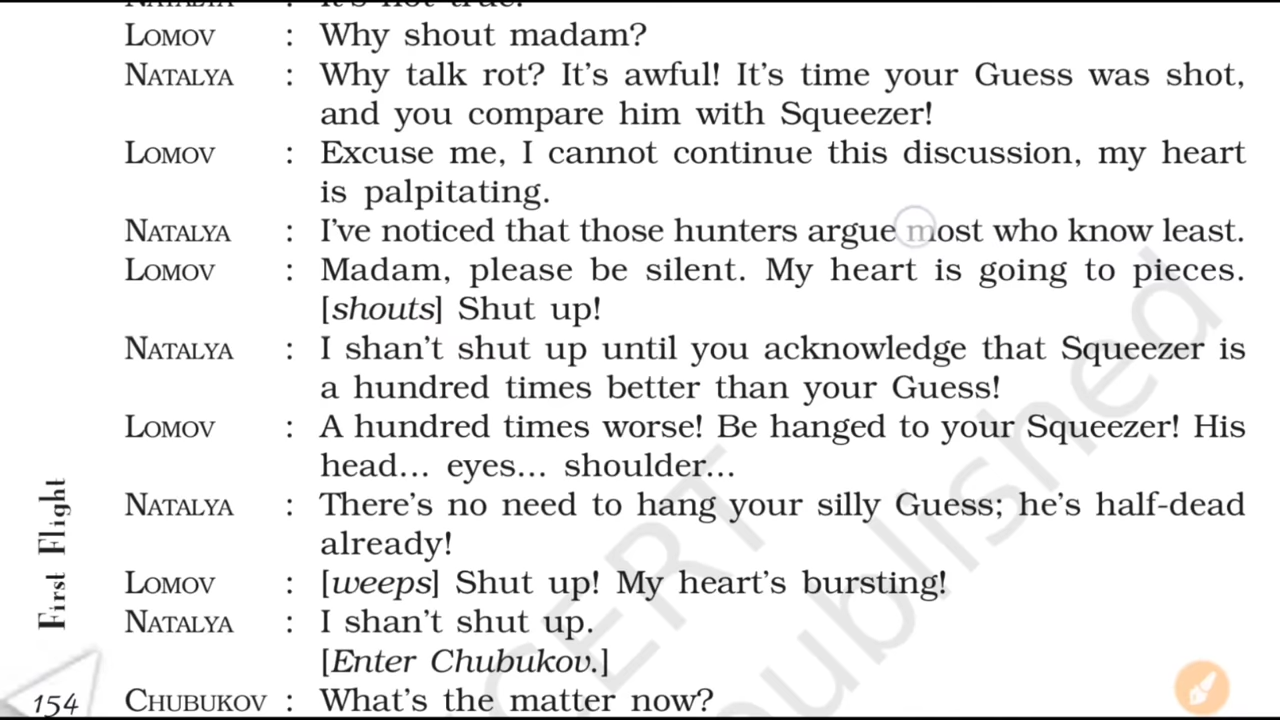 NATALYA : It's not true.
LOMOV : Why shout madam?
NATALYA : Why talk rot? It's awful! It's time your Guess was shot,
and you compare him with Squeezer!
LOMOV : Excuse me, I cannot continue this discussion, my heart
is palpitating.
NATALYA : I've noticed that those hunters argue most who know least.
LOMOV : Madam, please be silent. My heart is going to pieces.
[shouts] Shut up!
NATALYA : I shan't shut up until you acknowledge that Squeezer is
a hundred times better than your Guess!
LOMOV : A hundred times worse! Be hanged to your Squeezer! His
head... eyes... shoulder...
NATALYA : There's no need to hang your silly Guess; he's half-dead
already!
LOMOV : [weeps] Shut up! My heart's bursting!
NATALYA : I shan't shut up.
[Enter Chubukov.]
CHUBUKOV : What's the matter now?
First Flight
154